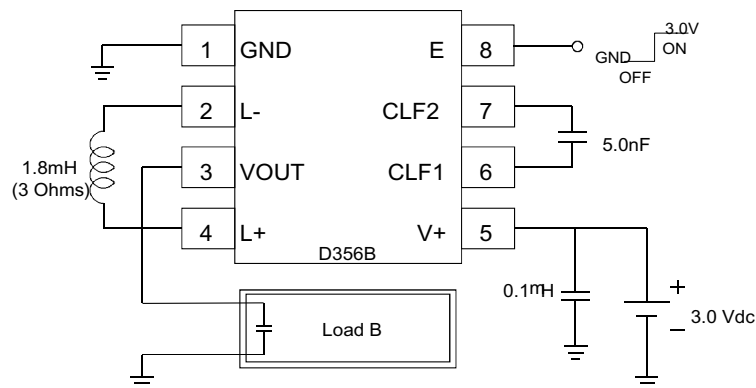 1
GND
E
8
3.0V
GND
ON
OFF
2
L-
CLF2
7
1.8mH
(3 Ohms)
5.0nF
3
VOUT
CLF1
6
4
L+
V+
5
D356B
0.1mH
Load B
+
3.0 Vdc
–